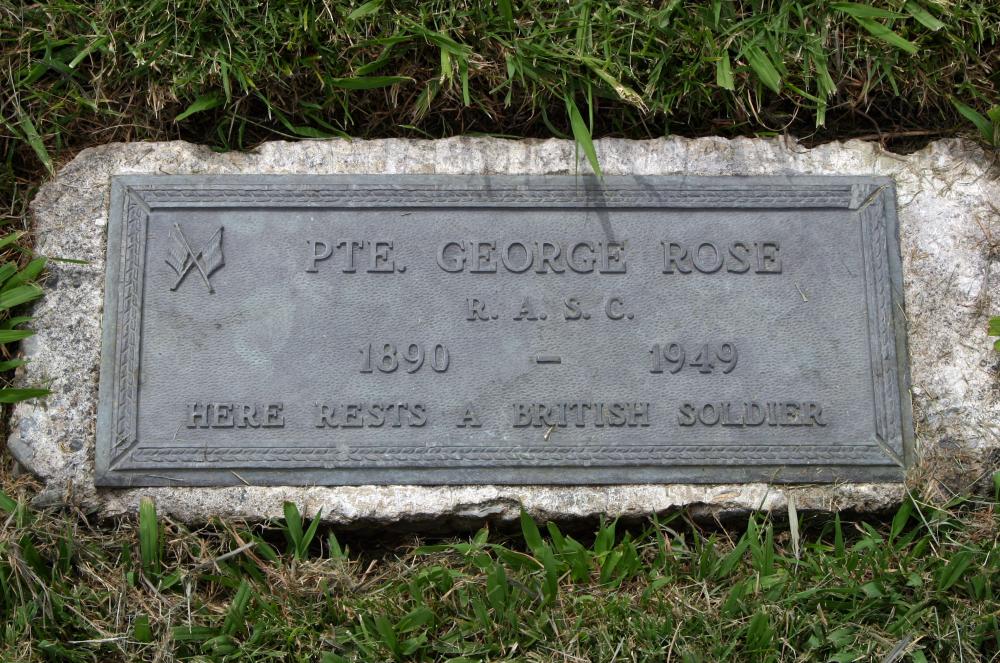 PTE. GEORGE ROSE
R. A. S. C.
1890 – 1949
HERE RESTS A BRITISH SOLDIER